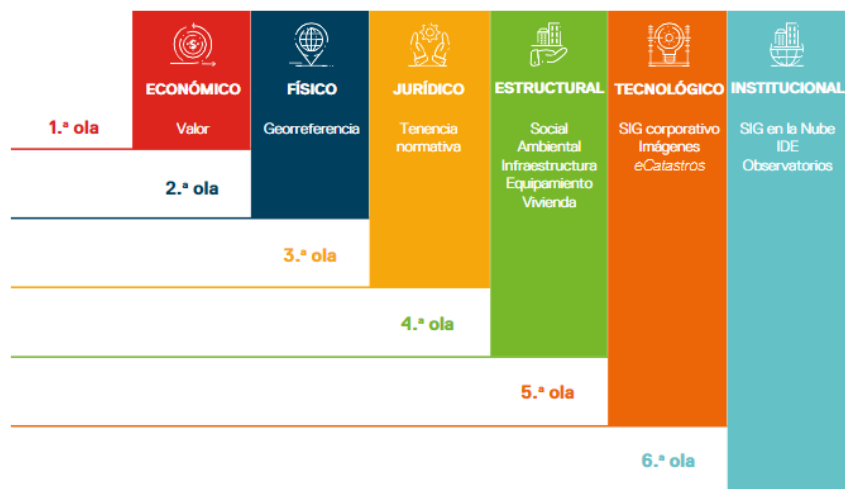 ECONÓMICO
FÍSICO
JURÍDICO
ESTRUCTURAL
TECNOLÓGICO
INSTITUCIONAL
1.ª ola
Valor
Georreferencia
Tenencia
normativa
Social
Ambiental
Infraestructura
Equipamiento
Vivienda
SIG corporativo
Imágenes
eCatastros
SIG en la Nube
IDE
Observatorios
2.ª ola
3.ª ola
4.ª ola
5.ª ola
6.ª ola